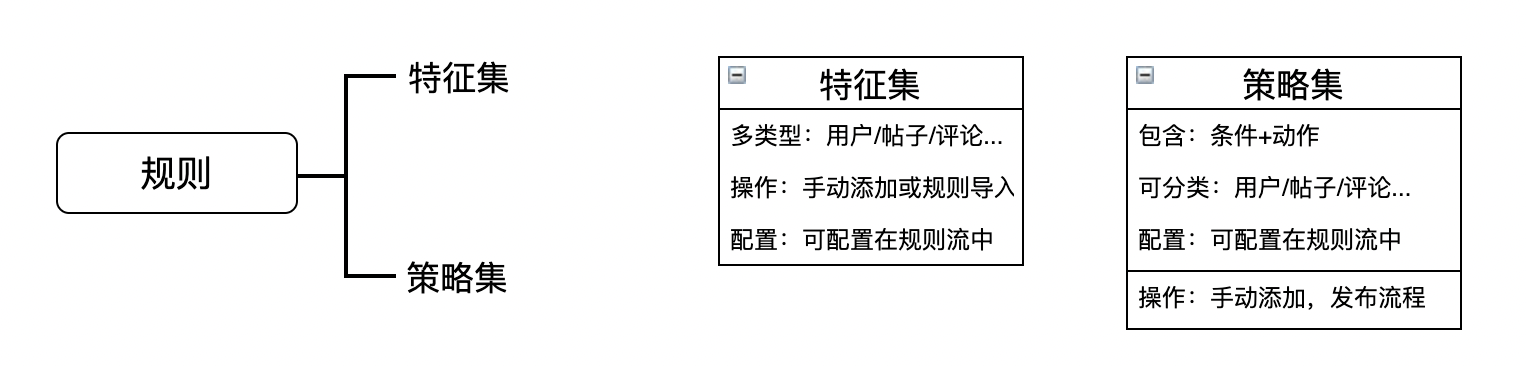 规则
特征集
策略集
特征集
多类型：用户/帖子/评论...
操作：手动添加或规则导入
配置：可配置在规则流中
策略集
包含：条件+动作
可分类：用户/帖子/评论...
配置：可配置在规则流中
操作：手动添加，发布流程